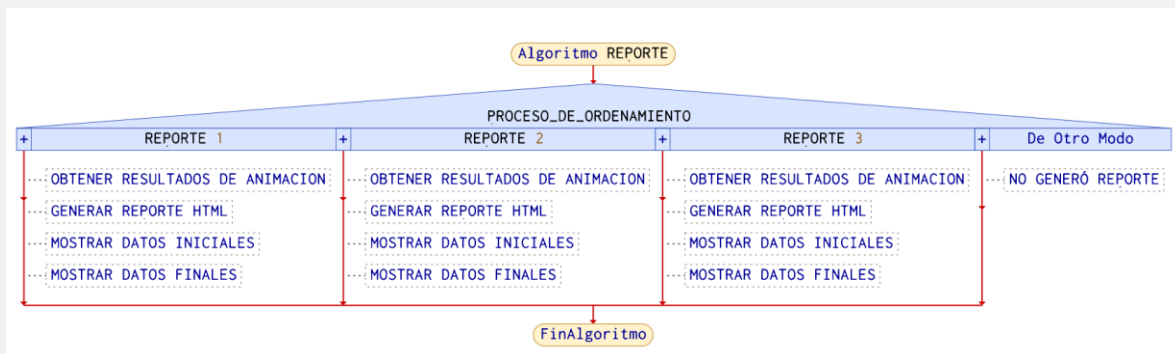 Algoritmo REPORTE
PROCESO_DE_ORDENAMIENTO
+ REPORTE 1 + REPORTE 2 + REPORTE 3 + De Otro Modo
OBTENER RESULTADOS DE ANIMACION OBTENER RESULTADOS DE ANIMACION OBTENER RESULTADOS DE ANIMACION NO GENERÓ REPORTE
GENERAR REPORTE HTML GENERAR REPORTE HTML GENERAR REPORTE HTML
MOSTRAR DATOS INICIALES MOSTRAR DATOS INICIALES MOSTRAR DATOS INICIALES
MOSTRAR DATOS FINALES MOSTRAR DATOS FINALES MOSTRAR DATOS FINALES
FinAlgoritmo